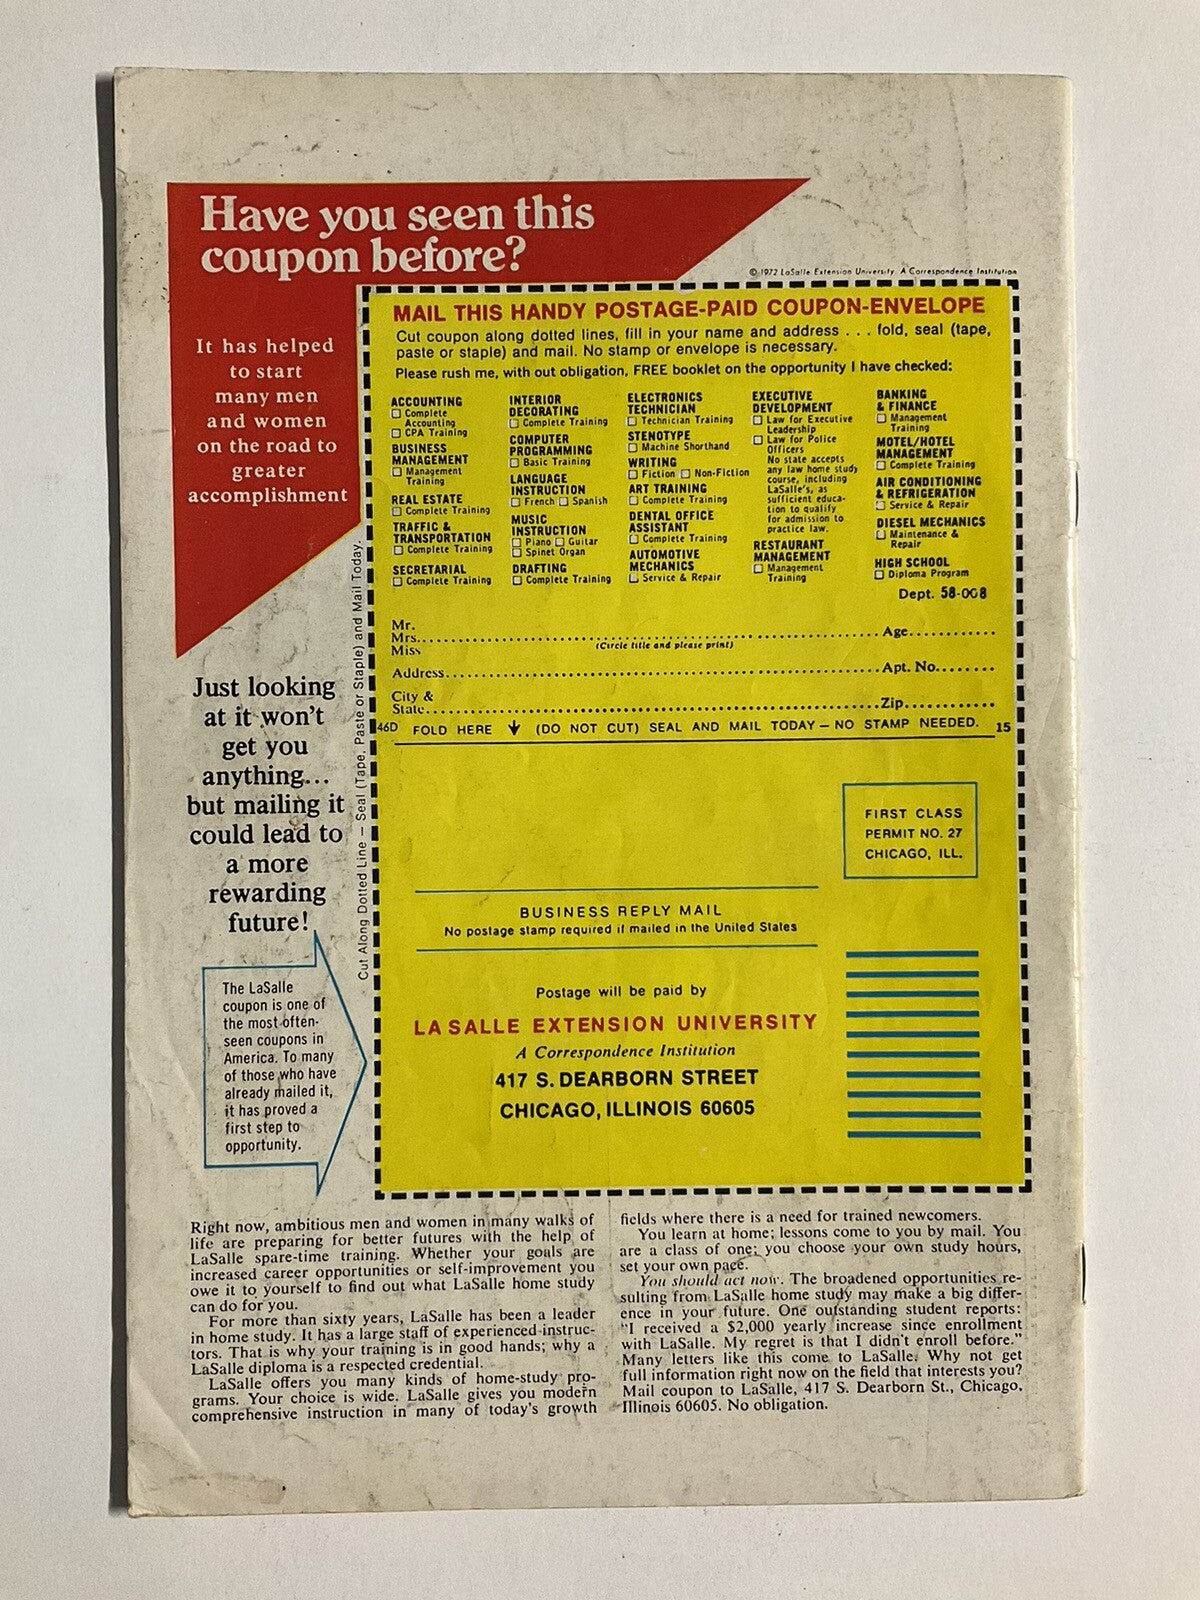 Have you seen this
coupon before?
It has helped
to start
many men
and women
on the road to
greater
accomplishment
Just looking
at it won't
get you
anything...
but mailing it
could lead to
a more
rewarding
future!
The LaSalle
coupon is one of
the most often-
seen coupons in
America. To many
of those who have
already mailed it,
it has proved a
first step to
opportunity.
© 1972 LaSalle Extension University. A Correspondence Institution
Cut Along Dotted Line – Seal (Tape, Paste or Staple) and Mail Today.
MAIL THIS HANDY POSTAGE-PAID COUPON-ENVELOPE
Cut coupon along dotted lines, fill in your name and address . . . fold, seal (tape,
paste or staple) and mail. No stamp or envelope is necessary.
Please rush me, with out obligation, FREE booklet on the opportunity I have checked:
ACCOUNTING
☐ Complete
Accounting
☐ CPA Training
BUSINESS
MANAGEMENT
☐ Management
Training
REAL ESTATE
☐ Complete Training
TRAFFIC &
TRANSPORTATION
☐ Complete Training
SECRETARIAL
☐ Complete Training
INTERIOR
DECORATING
☐ Complete Training
COMPUTER
PROGRAMMING
☐ Basic Training
LANGUAGE
INSTRUCTION
☐ French ☐ Spanish
MUSIC
INSTRUCTION
☐ Piano ☐ Guitar
☐ Spinet Organ
DRAFTING
☐ Complete Training
ELECTRONICS
TECHNICIAN
☐ Technician Training
STENOTYPE
☐ Machine Shorthand
WRITING
☐ Fiction ☐ Non-Fiction
ART TRAINING
☐ Complete Training
DENTAL OFFICE
ASSISTANT
☐ Complete Training
AUTOMOTIVE
MECHANICS
☐ Service & Repair
EXECUTIVE
DEVELOPMENT
☐ Law for Executive
Leadership
☐ Law for Police
Officers
No state accepts
any law home study
course, including
LaSalle's, as
sufficient educa-
tion to qualify
for admission to
practice law.
RESTAURANT
MANAGEMENT
☐ Management
Training
BANKING
& FINANCE
☐ Management
Training
MOTEL/HOTEL
MANAGEMENT
☐ Complete Training
AIR CONDITIONING
& REFRIGERATION
☐ Service & Repair
DIESEL MECHANICS
☐ Maintenance &
Repair
HIGH SCHOOL
☐ Diploma Program
Dept. 58-008
Mr.
Mrs. Age
Miss (Circle title and please print)
Address Apt. No.
City &
State Zip
46D FOLD HERE ↓ (DO NOT CUT) SEAL AND MAIL TODAY – NO STAMP NEEDED. 15
FIRST CLASS
PERMIT NO. 27
CHICAGO, ILL.
BUSINESS REPLY MAIL
No postage stamp required if mailed in the United States
Postage will be paid by
LA SALLE EXTENSION UNIVERSITY
A Correspondence Institution
417 S. DEARBORN STREET
CHICAGO, ILLINOIS 60605
Right now, ambitious men and women in many walks of
life are preparing for better futures with the help of
LaSalle spare-time training. Whether your goals are
increased career opportunities or self-improvement you
owe it to yourself to find out what LaSalle home study
can do for you.
For more than sixty years, LaSalle has been a leader
in home study. It has a large staff of experienced instruc-
tors. That is why your training is in good hands; why a
LaSalle diploma is a respected credential.
LaSalle offers you many kinds of home-study pro-
grams. Your choice is wide. LaSalle gives you modern
comprehensive instruction in many of today's growth
fields where there is a need for trained newcomers.
You learn at home; lessons come to you by mail. You
are a class of one; you choose your own study hours,
set your own pace.
You should act now. The broadened opportunities re-
sulting from LaSalle home study may make a big differ-
ence in your future. One outstanding student reports:
"I received a $2,000 yearly increase since enrollment
with LaSalle. My regret is that I didn't enroll before."
Many letters like this come to LaSalle. Why not get
full information right now on the field that interests you?
Mail coupon to LaSalle, 417 S. Dearborn St., Chicago,
Illinois 60605. No obligation.